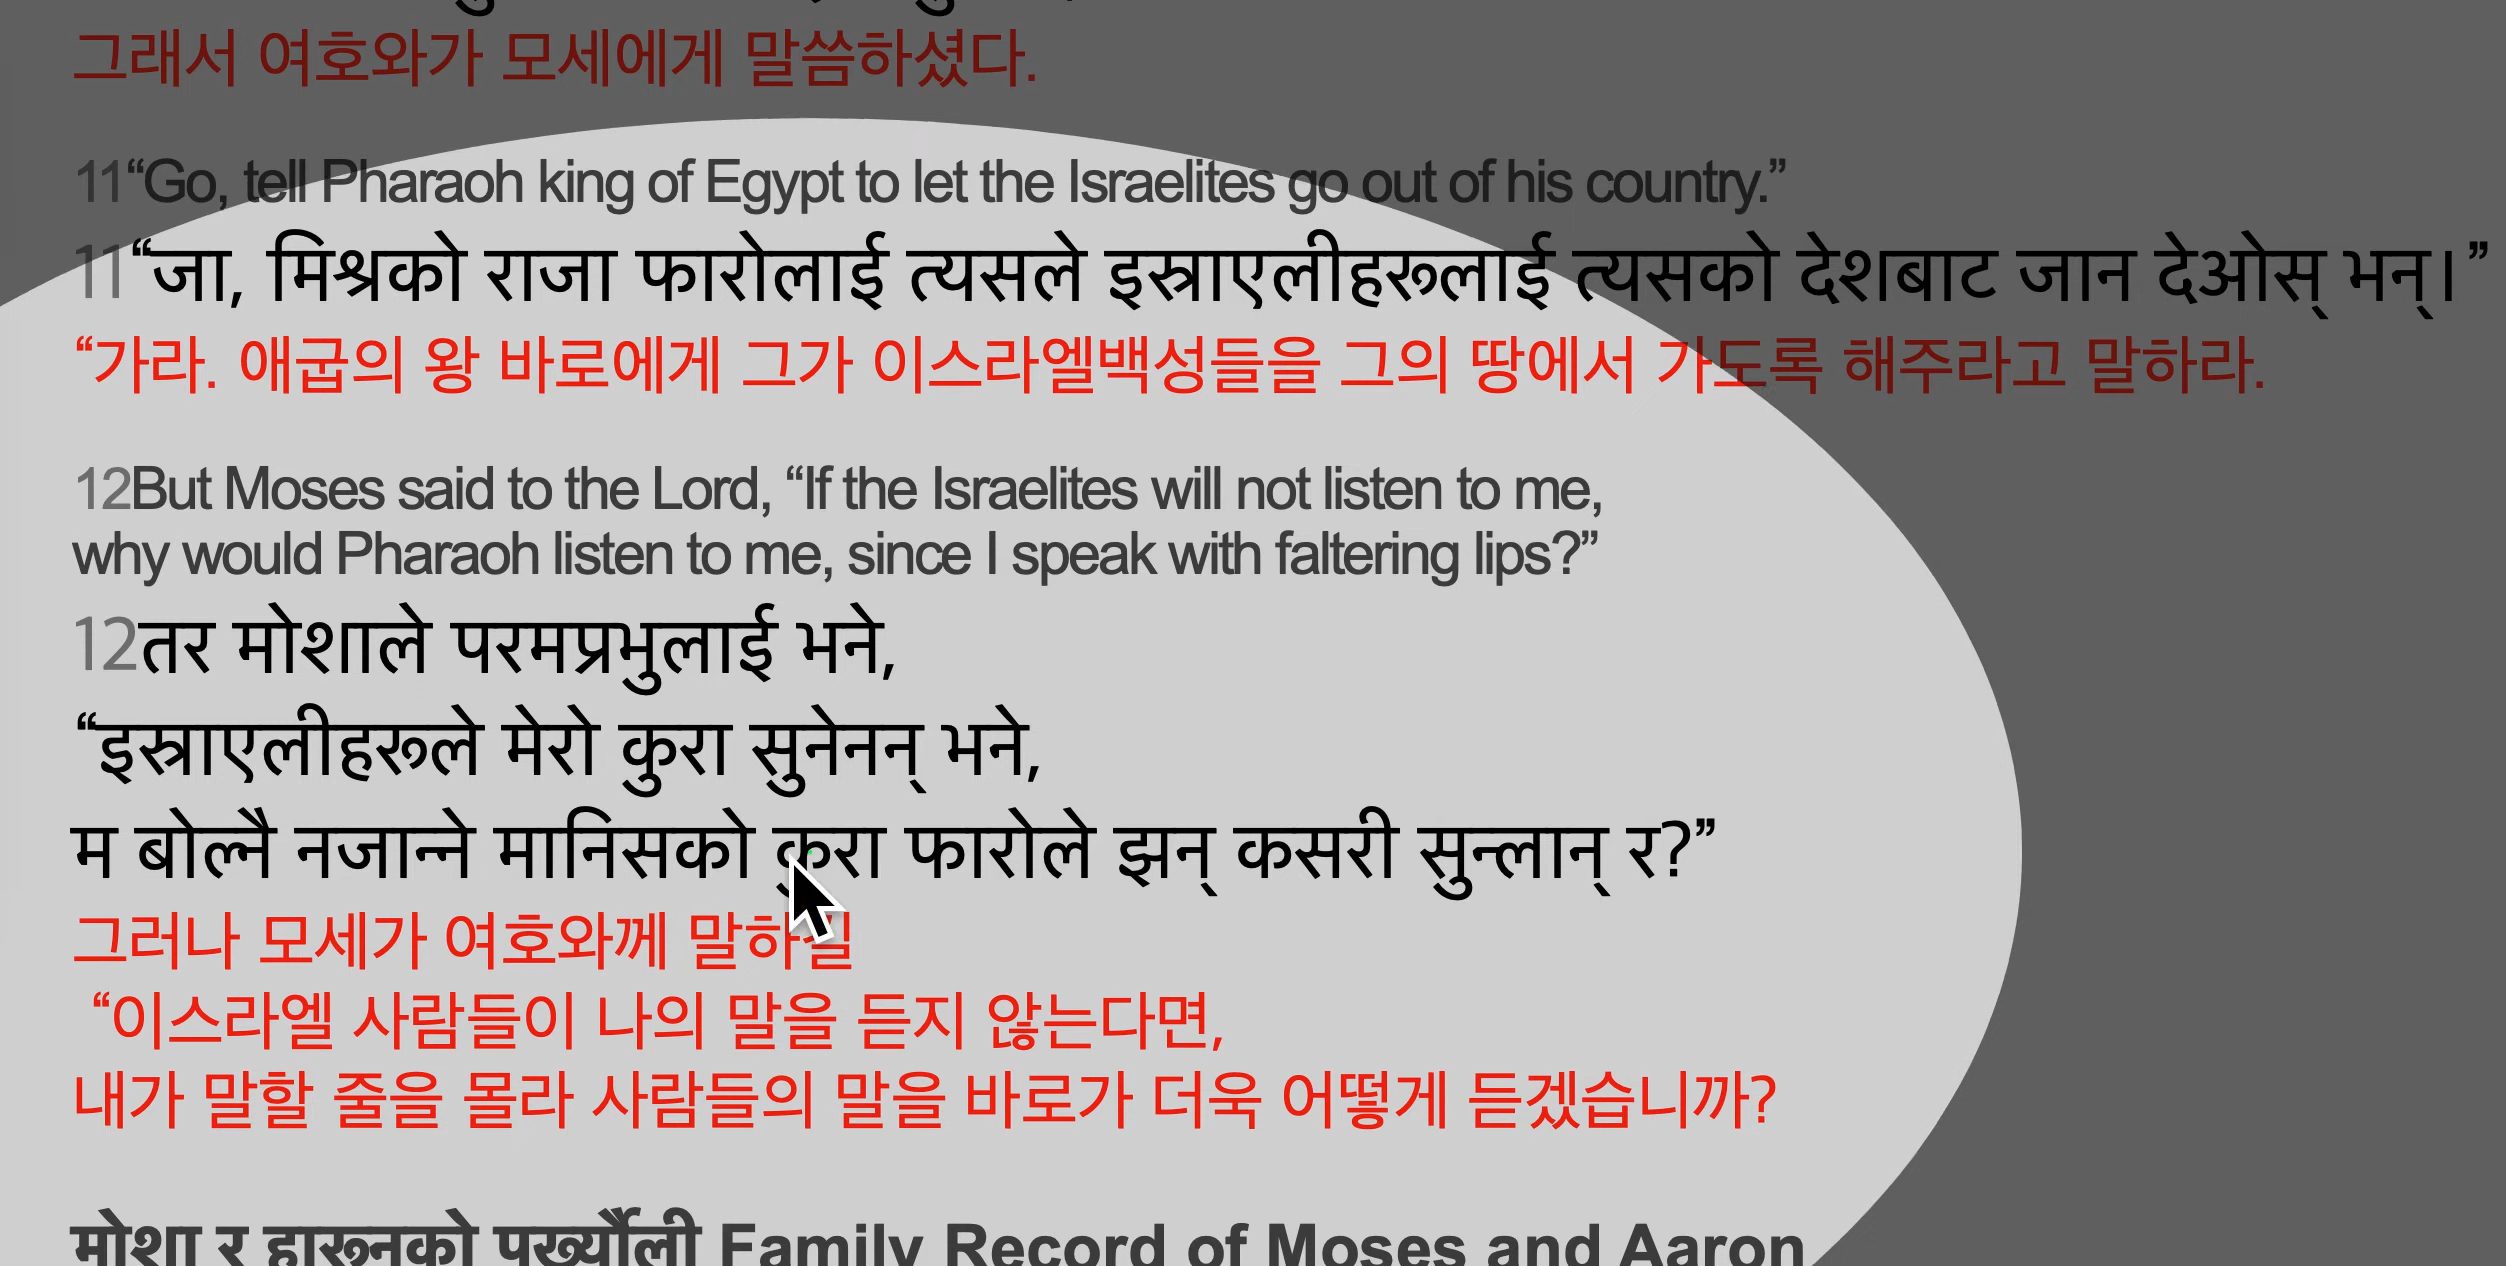 그래서 여호와가 모세에게 말씀하셨다.
11“Go, tell Pharaoh king of Egypt to let the Israelites go out of his country.”
11“जा, मिश्रको राजा फारोलाई त्यसले इस्राएलीहरूलाई त्यसको देशबाट जान देओस् भन्।”
“가라. 애굽의 왕 바로에게 그가 이스라엘백성들을 그의 땅에서 가도록 해주라고 말하라.
12But Moses said to the Lord, “If the Israelites will not listen to me,
why would Pharaoh listen to me, since I speak with faltering lips?”
12तर मोशाले परमप्रभुलाई भने,
“इस्राएलीहरूले मेरो कुरा सुनेनन् भने,
म बोल्नै नजान्ने मानिसको कुरा फारोले झन् कसरी सुन्लान् र?”
그러나 모세가 여호와께 말하길
“이스라엘 사람들이 나의 말을 듣지 않는다면,
내가 말할 줄을 몰라 사람들의 말을 바로가 더욱 어떻게 듣겠습니까?
मोशा र हारूनको पुर्ख्यौली Family Record of Moses and Aaron